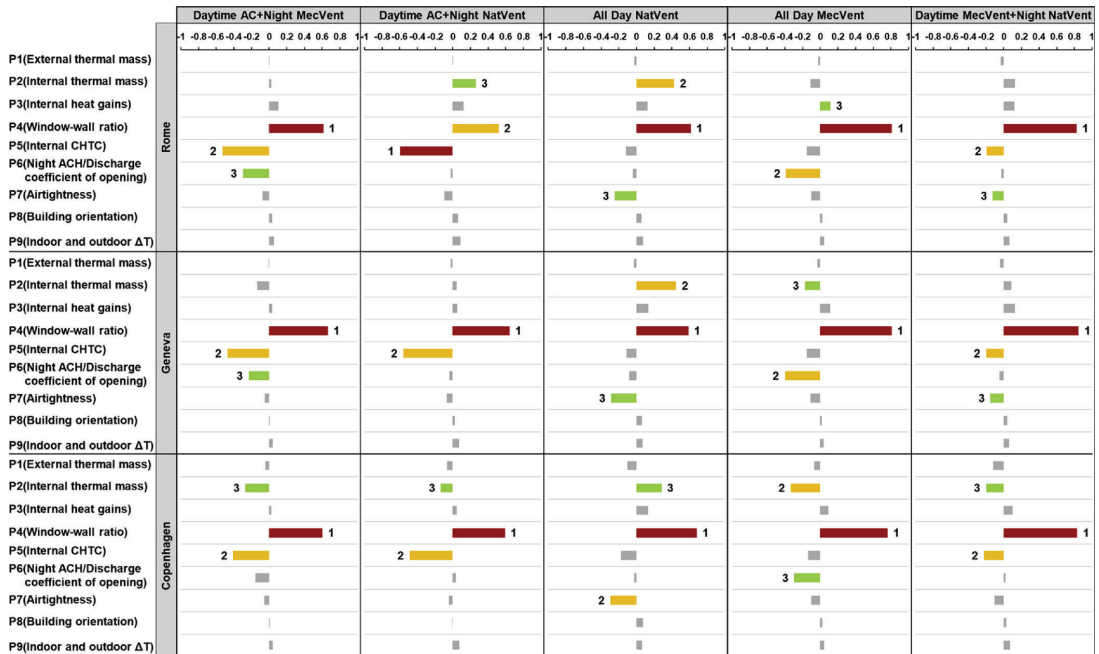 Daytime AC+Night MecVent
Daytime AC+Night NatVent
All Day NatVent
All Day MecVent
Daytime MecVent+Night NatVent
-1 -0.8 -0.6 -0.4 -0.2 0 0.2 0.4 0.6 0.8 1
-1 -0.8 -0.6 -0.4 -0.2 0 0.2 0.4 0.6 0.8 1
-1 -0.8 -0.6 -0.4 -0.2 0 0.2 0.4 0.6 0.8 1
-1 -0.8 -0.6 -0.4 -0.2 0 0.2 0.4 0.6 0.8 1
-1 -0.8 -0.6 -0.4 -0.2 0 0.2 0.4 0.6 0.8 1
Rome
P1(External thermal mass)
P2(Internal thermal mass) 3 2
P3(Internal heat gains) 3
P4(Window-wall ratio) 1 2 1 1 1
P5(Internal CHTC) 2 1 2
P6(Night ACH/Discharge
coefficient of opening) 3 2
P7(Airtightness) 3 3
P8(Building orientation)
P9(Indoor and outdoor ΔT)
Geneva
P1(External thermal mass)
P2(Internal thermal mass) 2 3
P3(Internal heat gains)
P4(Window-wall ratio) 1 1 1 1 1
P5(Internal CHTC) 2 2 2
P6(Night ACH/Discharge
coefficient of opening) 3 2
P7(Airtightness) 3 3
P8(Building orientation)
P9(Indoor and outdoor ΔT)
Copenhagen
P1(External thermal mass)
P2(Internal thermal mass) 3 3 3 2 3
P3(Internal heat gains)
P4(Window-wall ratio) 1 1 1 1 1
P5(Internal CHTC) 2 2 2
P6(Night ACH/Discharge
coefficient of opening) 3
P7(Airtightness) 2
P8(Building orientation)
P9(Indoor and outdoor ΔT)